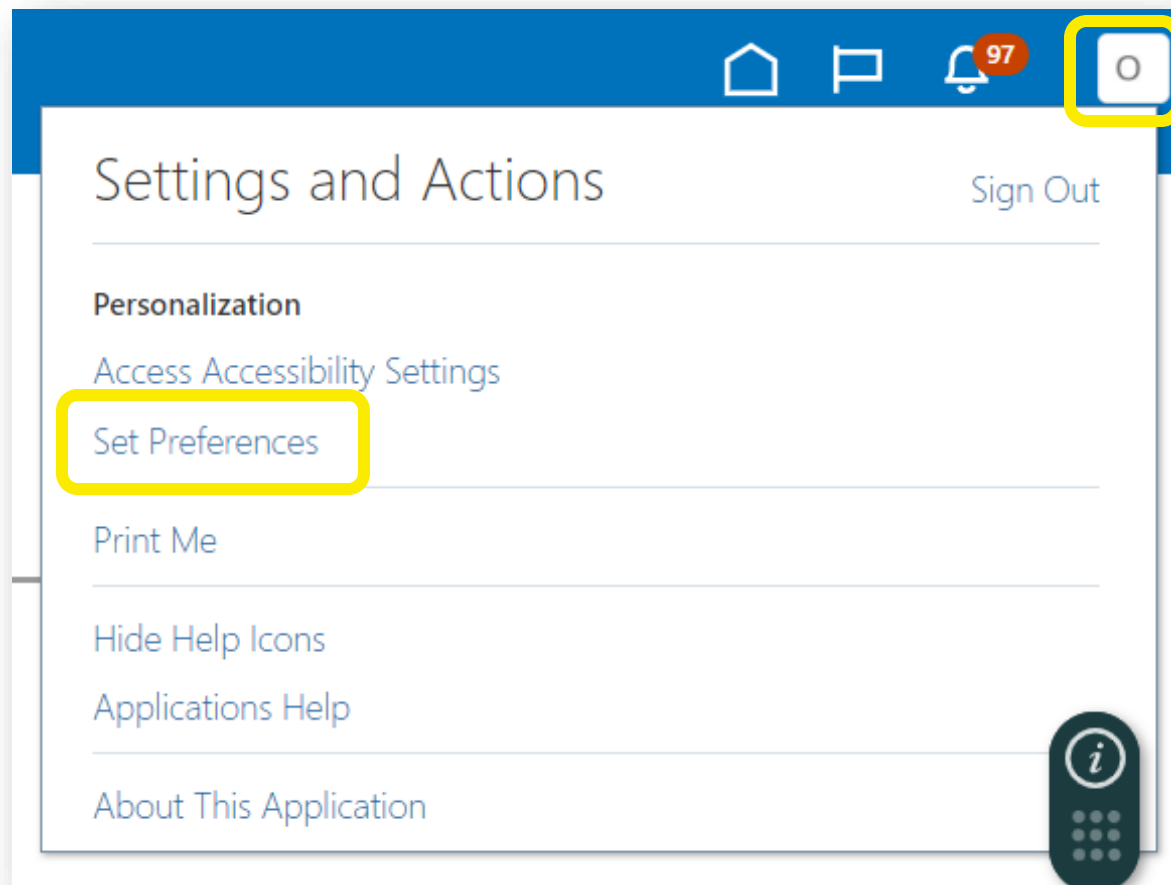 97
O
Settings and Actions
Sign Out
Personalization
Access Accessibility Settings
Set Preferences
Print Me
Hide Help Icons
Applications Help
i
About This Application